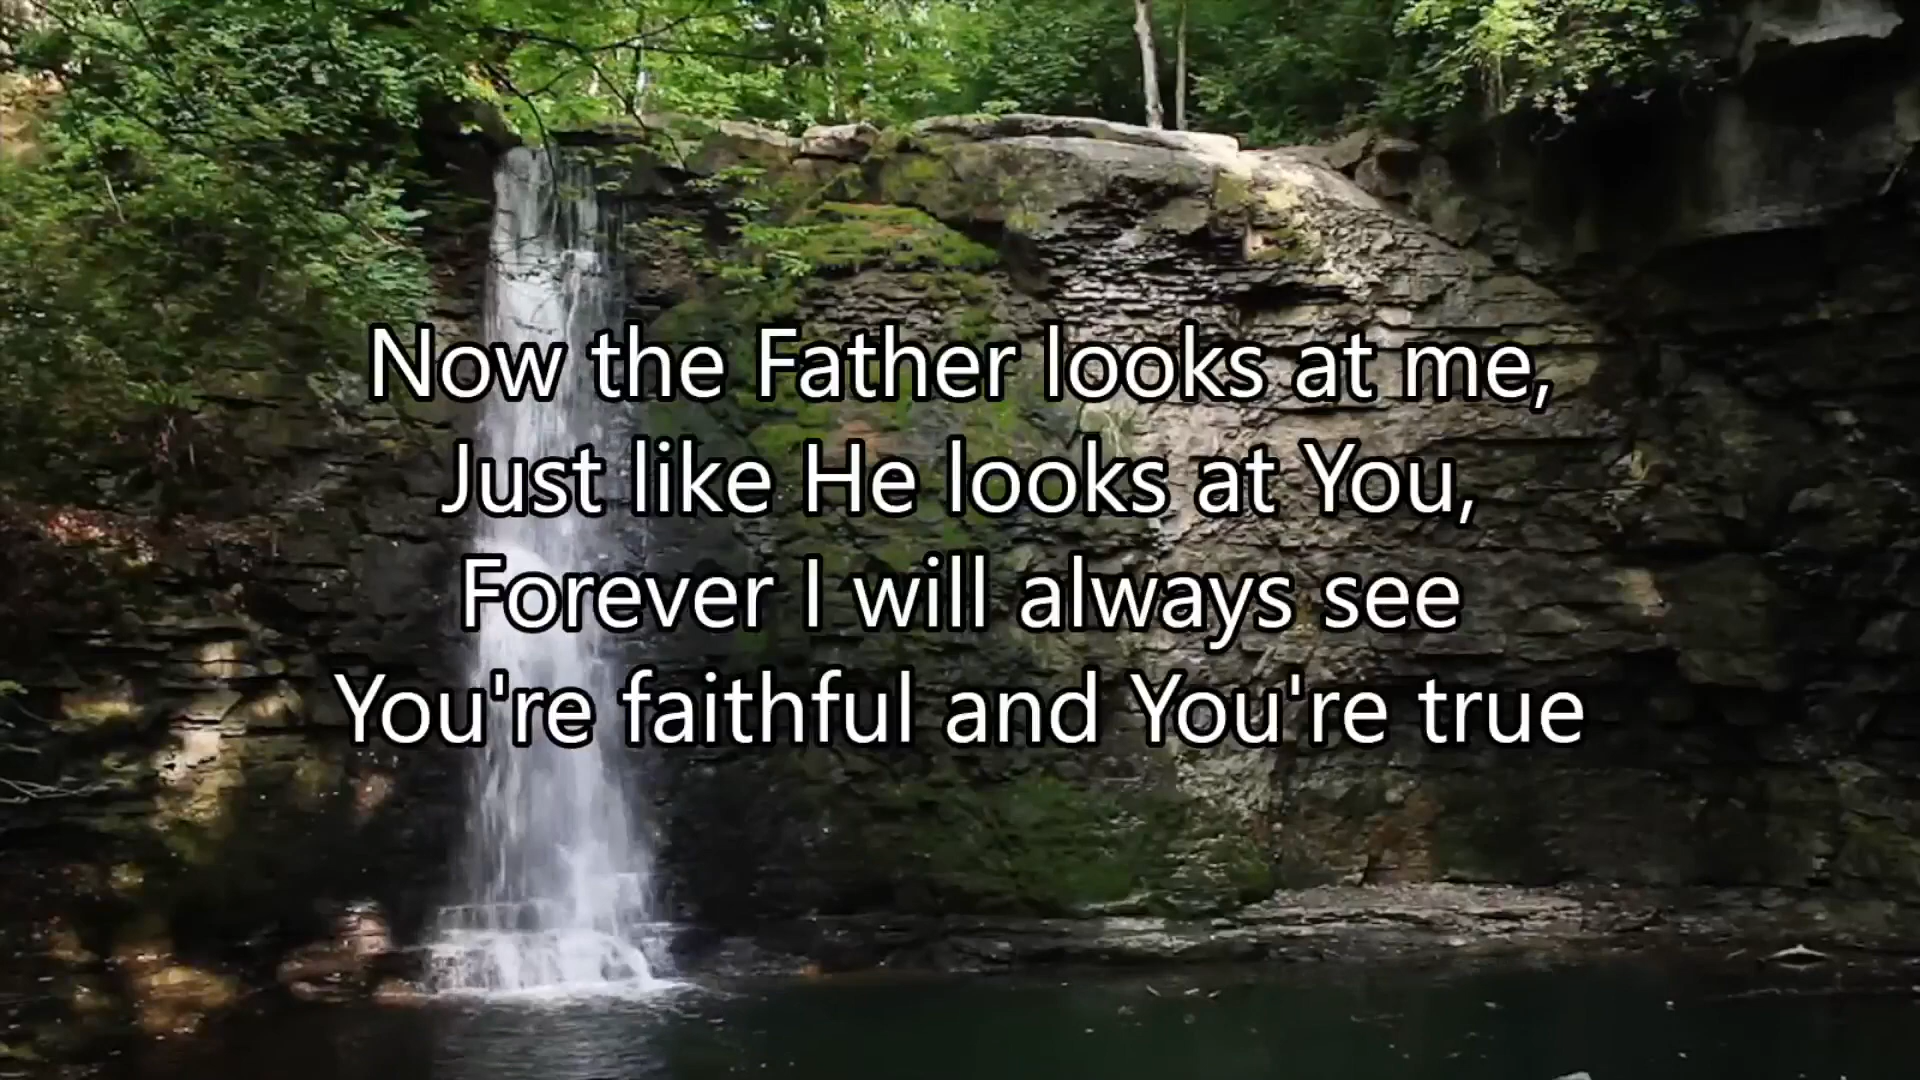 Now the Father looks at me,
Just like He looks at You,
Forever I will always see
You're faithful and You're true